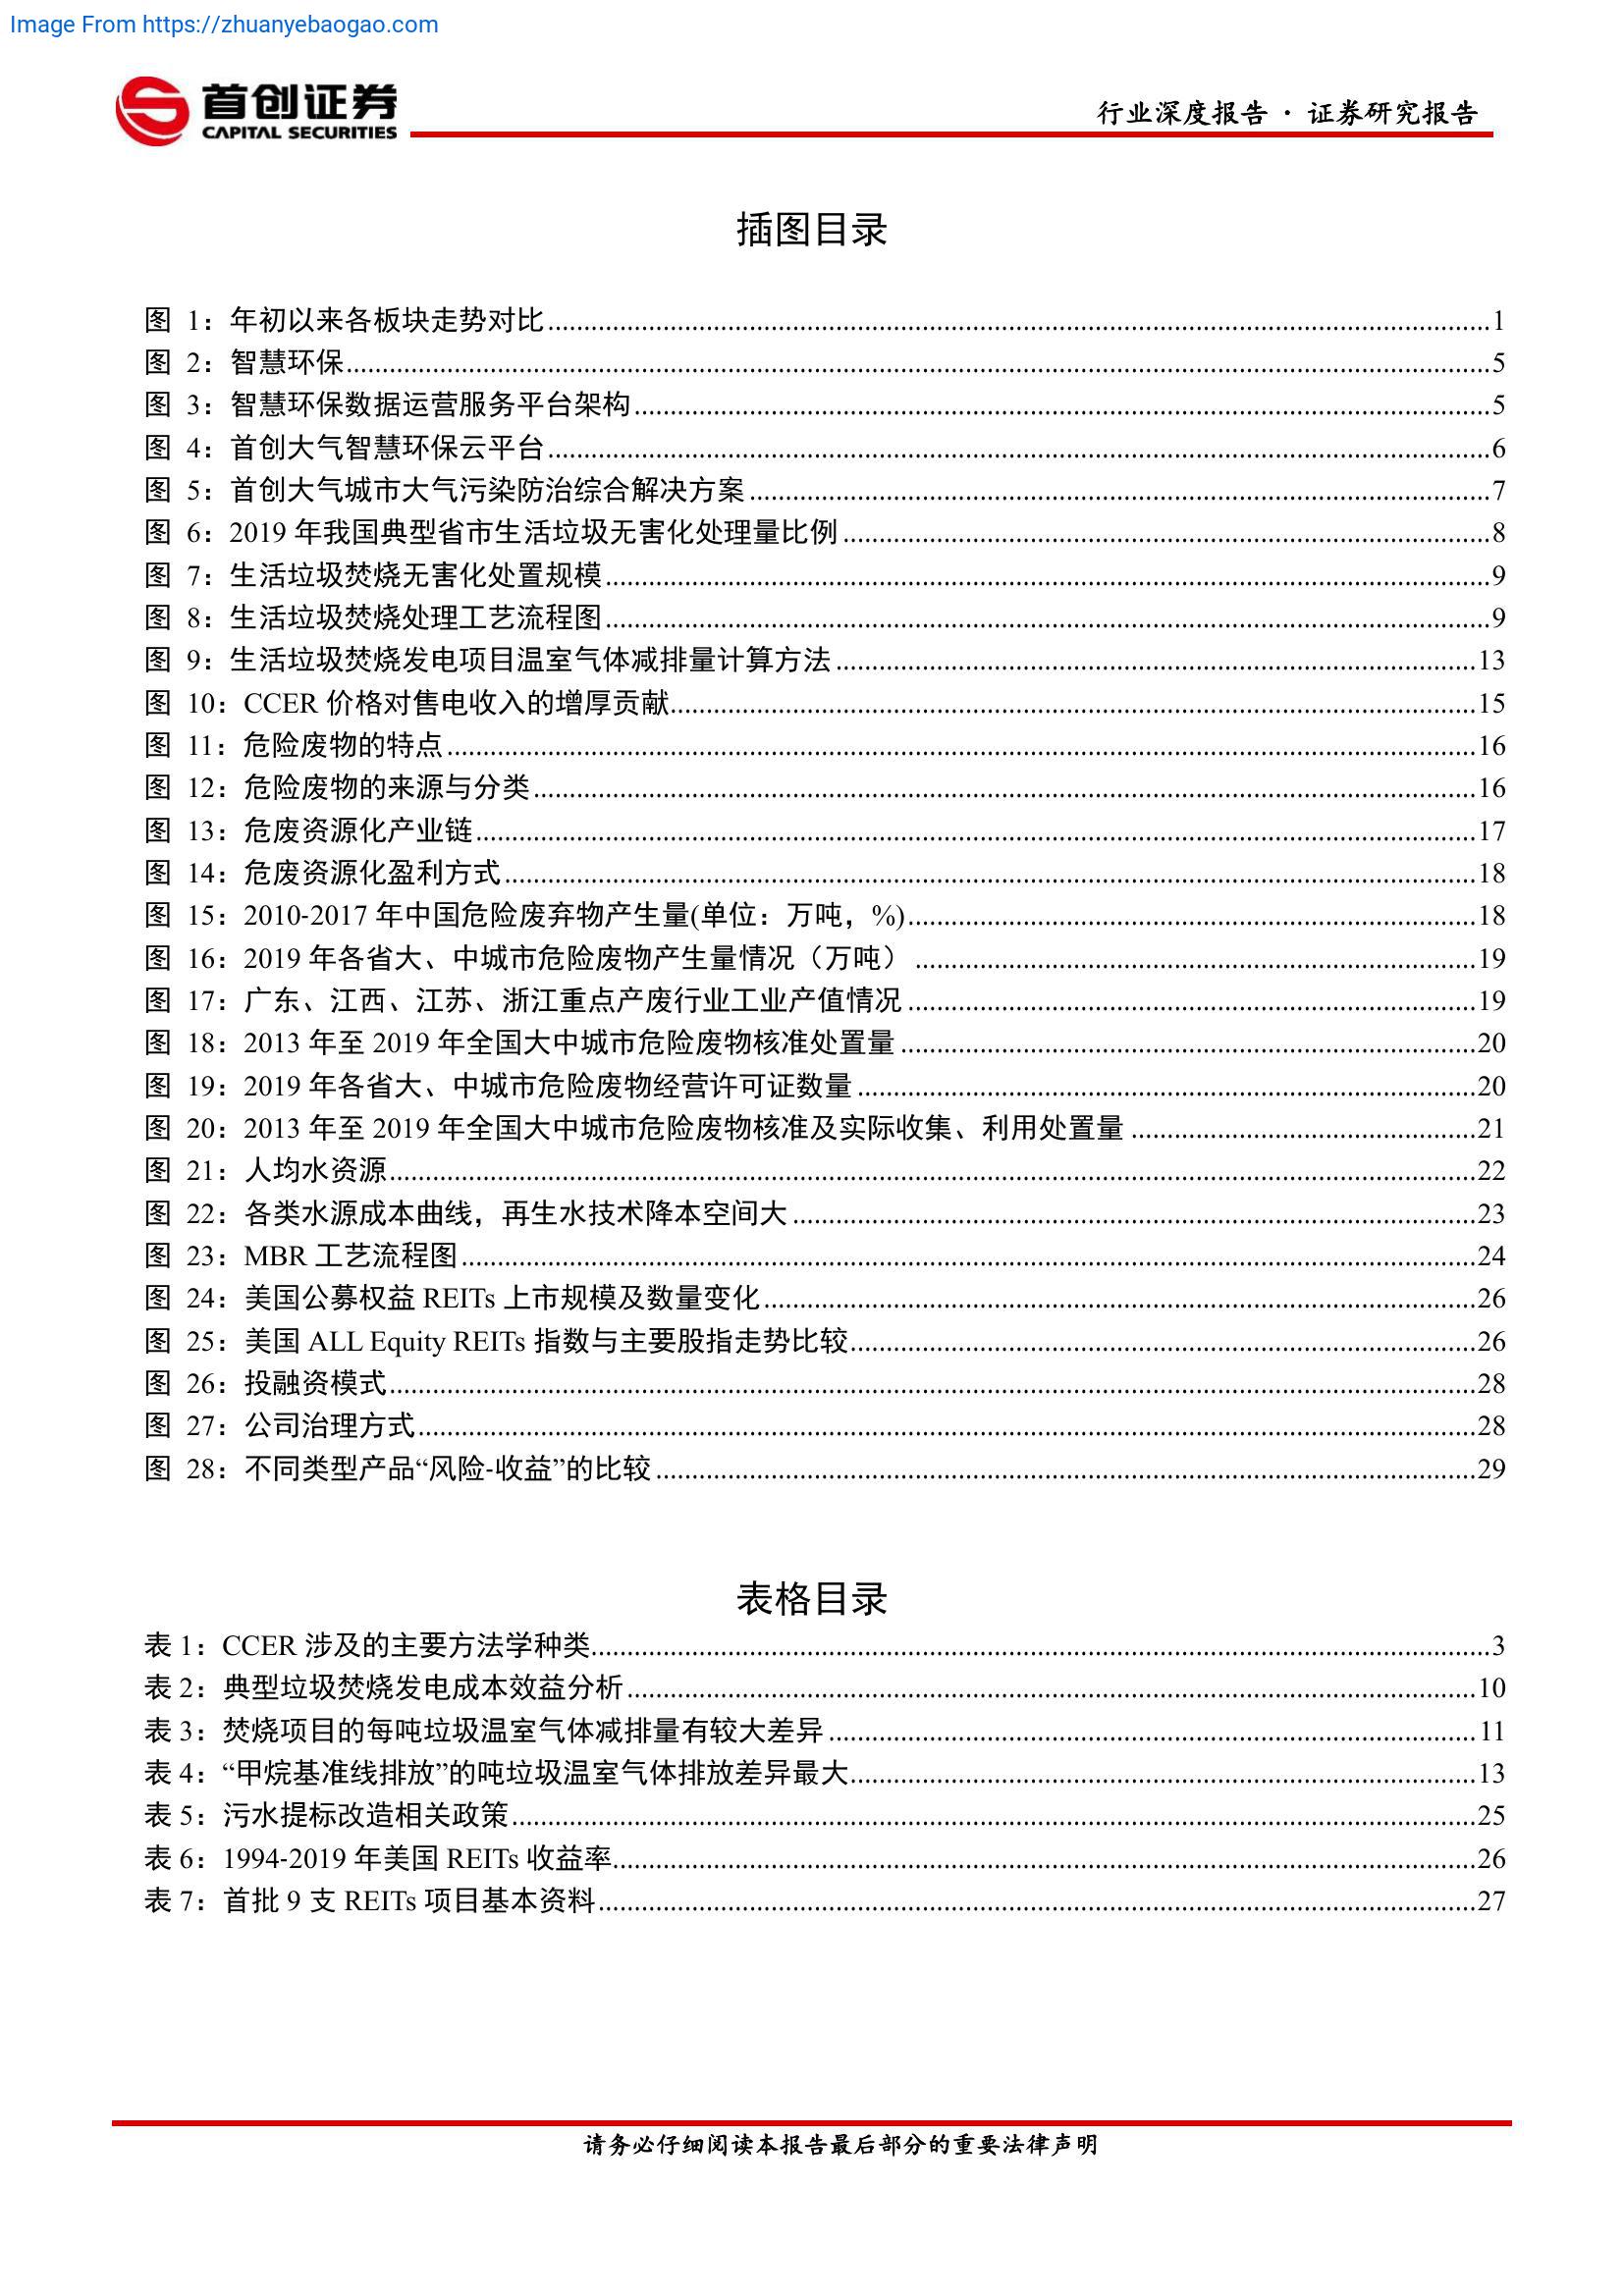 Image From https://zhuanyebaogao.com
首创证券
CAPITAL SECURITIES
行业深度报告 · 证券研究报告
插图目录
图 1：年初以来各板块走势对比 1
图 2：智慧环保 5
图 3：智慧环保数据运营服务平台架构 5
图 4：首创大气智慧环保云平台 6
图 5：首创大气城市大气污染防治综合解决方案 7
图 6：2019 年我国典型省市生活垃圾无害化处理量比例 8
图 7：生活垃圾焚烧无害化处置规模 9
图 8：生活垃圾焚烧处理工艺流程图 9
图 9：生活垃圾焚烧发电项目温室气体减排量计算方法 13
图 10：CCER 价格对售电收入的增厚贡献 15
图 11：危险废物的特点 16
图 12：危险废物的来源与分类 16
图 13：危废资源化产业链 17
图 14：危废资源化盈利方式 18
图 15：2010-2017 年中国危险废弃物产生量(单位：万吨，%) 18
图 16：2019 年各省大、中城市危险废物产生量情况（万吨） 19
图 17：广东、江西、江苏、浙江重点产废行业工业产值情况 19
图 18：2013 年至 2019 年全国大中城市危险废物核准处置量 20
图 19：2019 年各省大、中城市危险废物经营许可证数量 20
图 20：2013 年至 2019 年全国大中城市危险废物核准及实际收集、利用处置量 21
图 21：人均水资源 22
图 22：各类水源成本曲线，再生水技术降本空间大 23
图 23：MBR 工艺流程图 24
图 24：美国公募权益 REITs 上市规模及数量变化 26
图 25：美国 ALL Equity REITs 指数与主要股指走势比较 26
图 26：投融资模式 28
图 27：公司治理方式 28
图 28：不同类型产品“风险-收益”的比较 29
表格目录
表 1：CCER 涉及的主要方法学种类 3
表 2：典型垃圾焚烧发电成本效益分析 10
表 3：焚烧项目的每吨垃圾温室气体减排量有较大差异 11
表 4：“甲烷基准线排放”的吨垃圾温室气体排放差异最大 13
表 5：污水提标改造相关政策 25
表 6：1994-2019 年美国 REITs 收益率 26
表 7：首批 9 支 REITs 项目基本资料 27
请务必仔细阅读本报告最后部分的重要法律声明